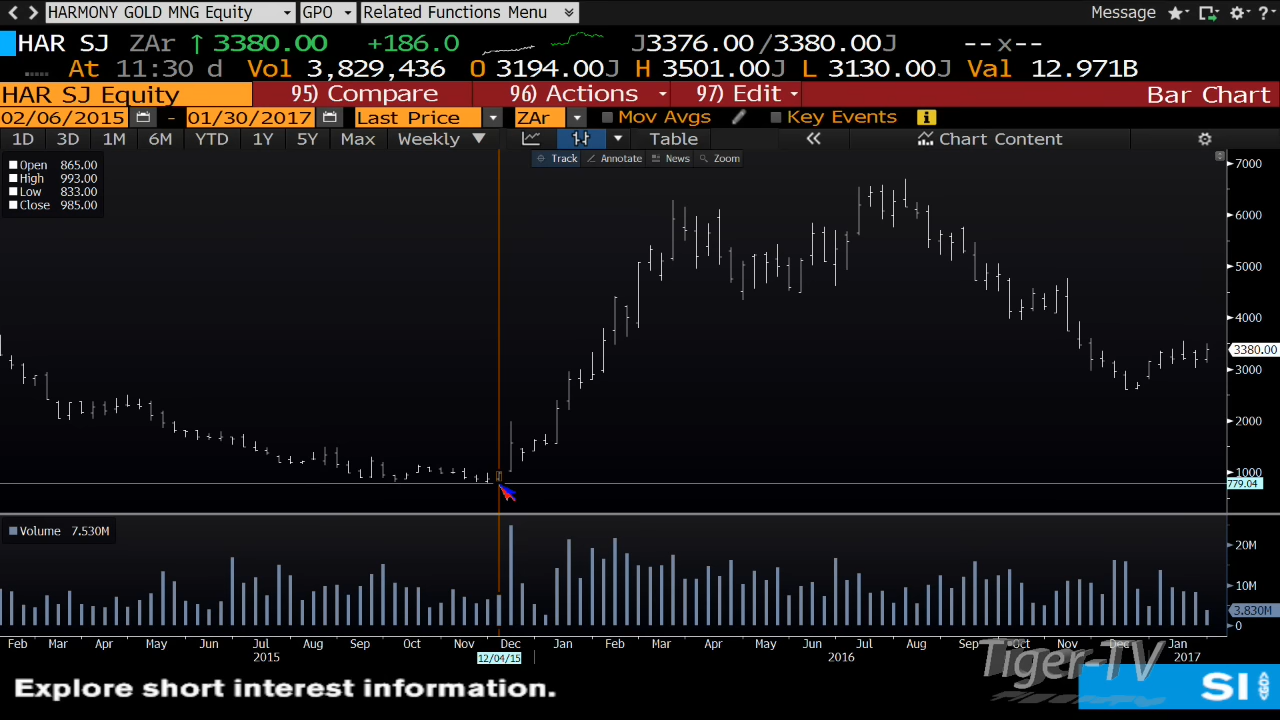 HARMONY GOLD MNG Equity GPO Related Functions Menu Message ?
HAR SJ ZAr ↑ 3380.00 +186.0 J3376.00/3380.00J --x--
At 11:30 d Vol 3,829,436 O 3194.00J H 3501.00J L 3130.00J Val 12.971B
HAR SJ Equity 95) Compare 96) Actions 97) Edit Bar Chart
02/06/2015 - 01/30/2017 Last Price ZAr Mov Avgs Key Events i
1D 3D 1M 6M YTD 1Y 5Y Max Weekly Table « Chart Content
Track Annotate News Zoom
Open 865.00
High 993.00
Low 833.00
Close 985.00
7000
6000
5000
4000
3380.00
3000
2000
1000
779.04
Volume 7.530M
20M
10M
3.830M
0
Feb Mar Apr May Jun Jul Aug Sep Oct Nov Dec Jan Feb Mar Apr May Jun Jul Aug Sep Oct Nov Dec Jan
2015 12/04/15 2016 2017
Tiger-TV
Explore short interest information. SI GO